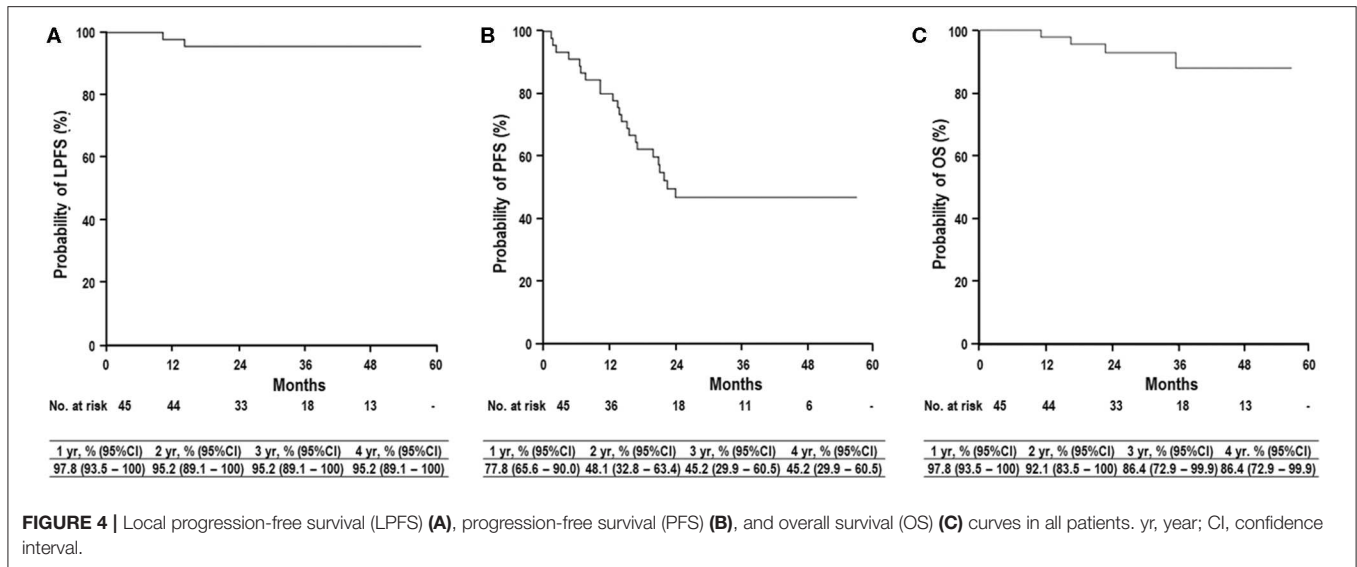 A
Probability of LPFS (%)
100
80
60
40
20
0
0 12 24 36 48 60
Months
No. at risk 45 44 33 18 13 -
1 yr, % (95%CI) 2 yr, % (95%CI) 3 yr, % (95%CI) 4 yr, % (95%CI)
97.8 (93.5 – 100) 95.2 (89.1 – 100) 95.2 (89.1 – 100) 95.2 (89.1 – 100)
B
Probability of PFS (%)
100
80
60
40
20
0
0 12 24 36 48 60
Months
No. at risk 45 36 18 11 6 -
1 yr, % (95%CI) 2 yr, % (95%CI) 3 yr, % (95%CI) 4 yr, % (95%CI)
77.8 (65.6 – 90.0) 48.1 (32.8 – 63.4) 45.2 (29.9 – 60.5) 45.2 (29.9 – 60.5)
C
Probability of OS (%)
100
80
60
40
20
0
0 12 24 36 48 60
Months
No. at risk 45 44 33 18 13 -
1 yr, % (95%CI) 2 yr, % (95%CI) 3 yr, % (95%CI) 4 yr. % (95%CI)
97.8 (93.5 – 100) 92.1 (83.5 – 100) 86.4 (72.9 – 99.9) 86.4 (72.9 – 99.9)
FIGURE 4 | Local progression-free survival (LPFS) (A), progression-free survival (PFS) (B), and overall survival (OS) (C) curves in all patients. yr, year; CI, confidence
interval.